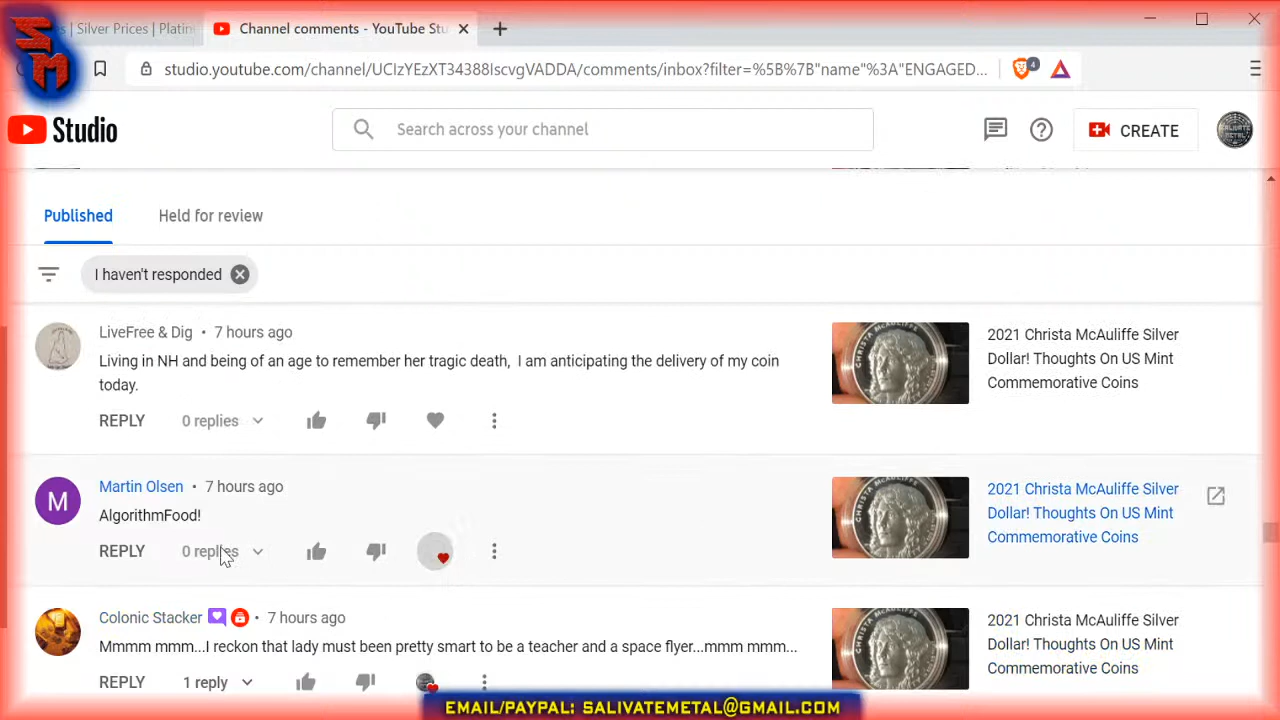 SM
s | Silver Prices | Platin
Channel comments - YouTube Stu
studio.youtube.com/channel/UCIzYEzXT34388IscvgVADDA/comments/inbox?filter=%5B%7B"name"%3A"ENGAGED...
4
Studio
Search across your channel
CREATE
Published
Held for review
I haven't responded
LiveFree & Dig • 7 hours ago
Living in NH and being of an age to remember her tragic death, I am anticipating the delivery of my coin
today.
REPLY 0 replies
2021 Christa McAuliffe Silver
Dollar! Thoughts On US Mint
Commemorative Coins
M
Martin Olsen • 7 hours ago
AlgorithmFood!
REPLY 0 replies
2021 Christa McAuliffe Silver
Dollar! Thoughts On US Mint
Commemorative Coins
Colonic Stacker • 7 hours ago
Mmmm mmm...I reckon that lady must been pretty smart to be a teacher and a space flyer...mmm mmm...
REPLY 1 reply
2021 Christa McAuliffe Silver
Dollar! Thoughts On US Mint
Commemorative Coins
EMAIL/PAYPAL: SALIVATEMETAL@GMAIL.COM